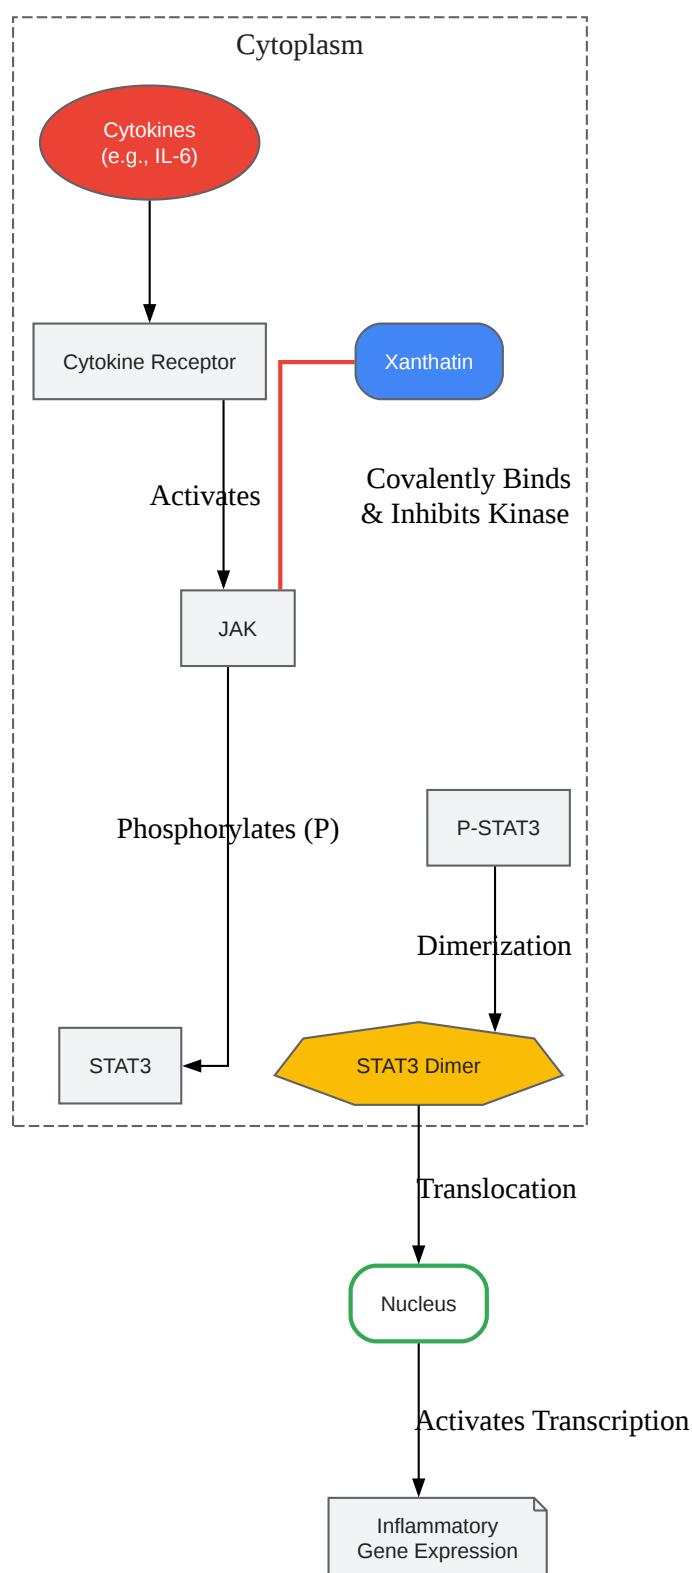 Cytoplasm
Cytokines
(e.g., IL-6)
Cytokine Receptor
Xanthatin
Activates
Covalently Binds
& Inhibits Kinase
JAK
Phosphorylates (P)
P-STAT3
Dimerization
STAT3
STAT3 Dimer
Translocation
Nucleus
Activates Transcription
Inflammatory
Gene Expression